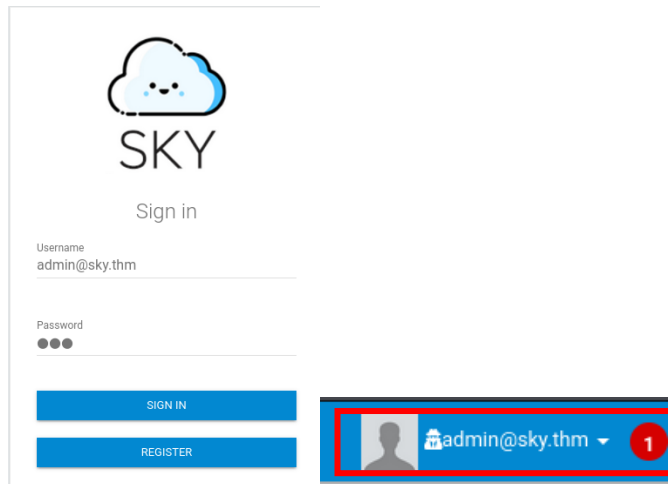 SKY
Sign in
Username
admin@sky.thm
Password
SIGN IN
REGISTER
admin@sky.thm
1